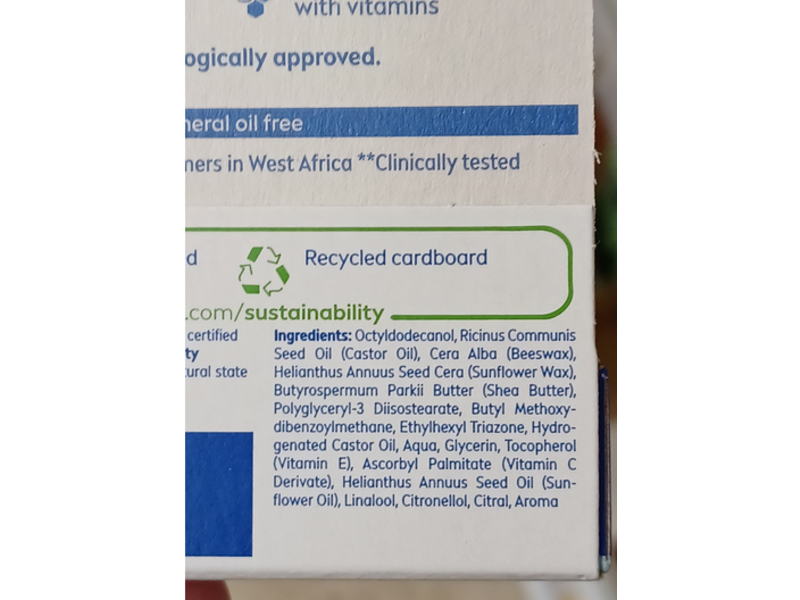 with vitamins
ogically approved.
neral oil free
ners in West Africa **Clinically tested
d
Recycled cardboard
.com/sustainability
certified
ty
ural state
Ingredients: Octyldodecanol, Ricinus Communis
Seed Oil (Castor Oil), Cera Alba (Beeswax),
Helianthus Annuus Seed Cera (Sunflower Wax),
Butyrospermum Parkii Butter (Shea Butter),
Polyglyceryl-3 Diisostearate, Butyl Methoxy-
dibenzoylmethane, Ethylhexyl Triazone, Hydro-
genated Castor Oil, Aqua, Glycerin, Tocopherol
(Vitamin E), Ascorbyl Palmitate (Vitamin C
Derivate), Helianthus Annuus Seed Oil (Sun-
flower Oil), Linalool, Citronellol, Citral, Aroma